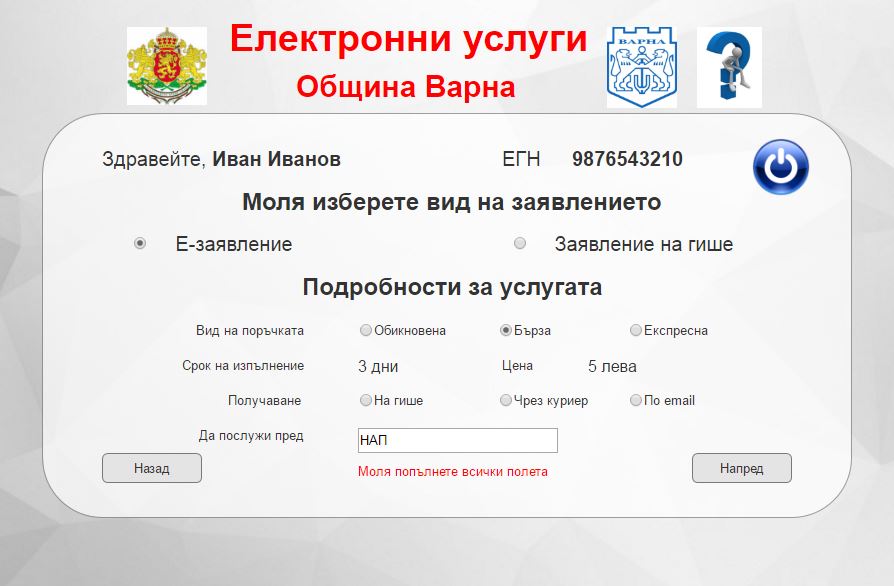 Електронни услуги
Община Варна
ВАРНА
Здравейте, Иван Иванов ЕГН 9876543210
Моля изберете вид на заявлението
Е-заявление Заявление на гише
Подробности за услугата
Вид на поръчката Обикновена Бърза Експресна
Срок на изпълнение 3 дни Цена 5 лева
Получаване На гише Чрез куриер По email
Да послужи пред НАП
Моля попълнете всички полета
Назад Напред